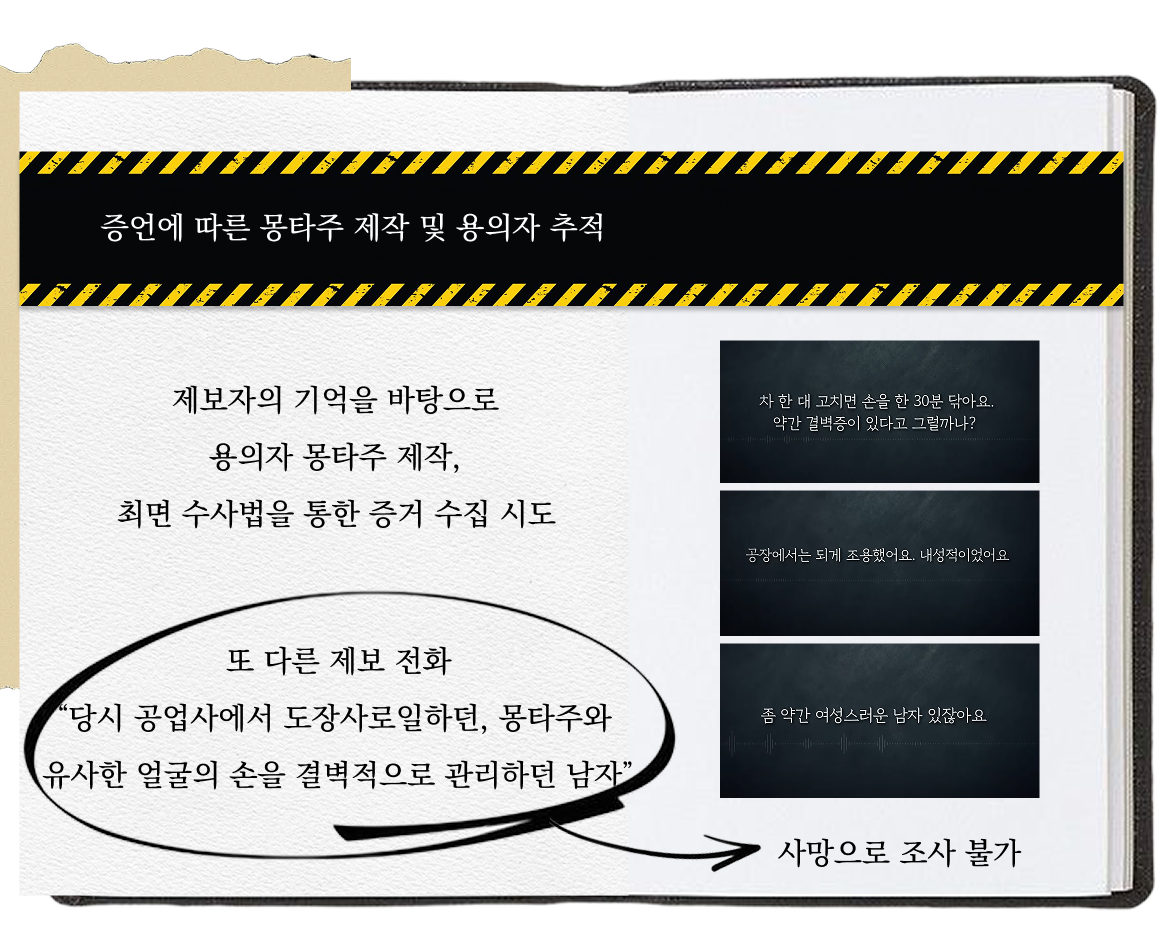 증언에 따른 몽타주 제작 및 용의자 추적
제보자의 기억을 바탕으로
용의자 몽타주 제작,
최면 수사법을 통한 증거 수집 시도
또 다른 제보 전화
“당시 공업사에서 도장사로일하던, 몽타주와
유사한 얼굴의 손을 결벽적으로 관리하던 남자”
차 한 대 고치면 손을 한 30분 닦아요.
약간 결벽증이 있다고 그럴까나?
공장에서는 되게 조용했어요. 내성적이었어요
좀 약간 여성스러운 남자 있잖아요
사망으로 조사 불가